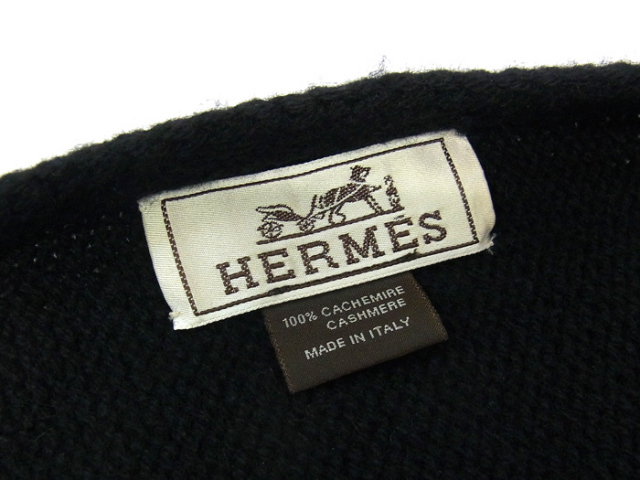 HERMÈS
100% CACHEMIRE
CASHMERE
MADE IN ITALY